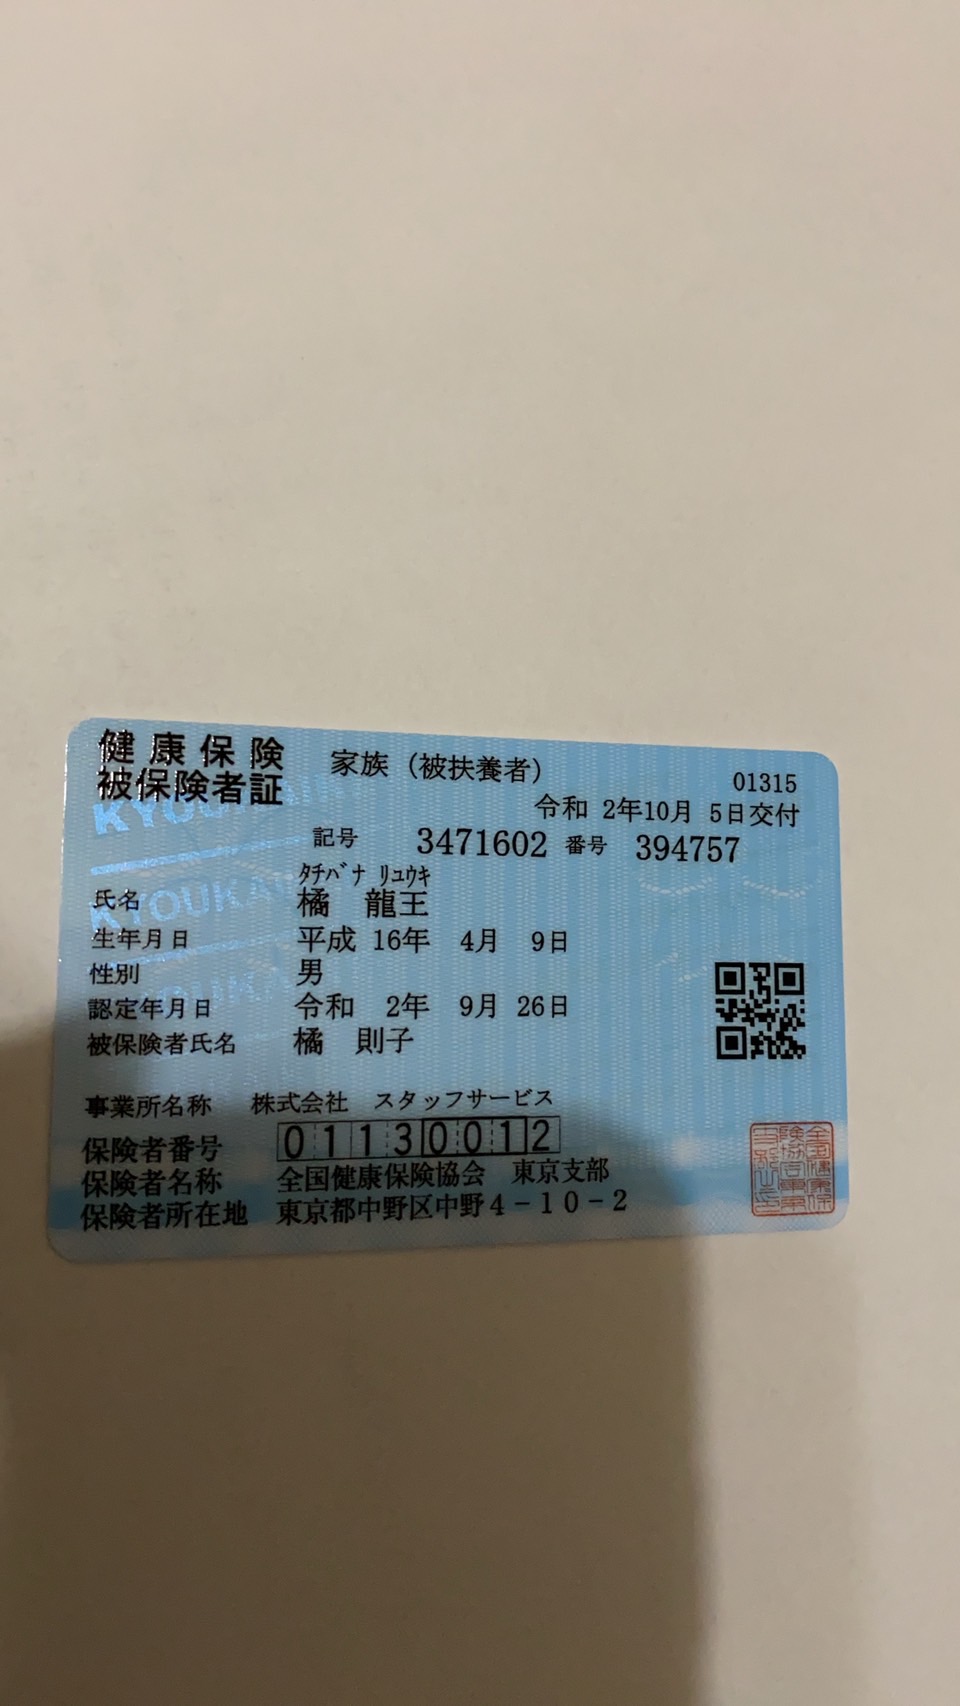 健康保険 家族(被扶養者) 01315
被保険者証 令和 2年10月 5日交付
記号 3471602 番号 394757
ﾀﾁﾊﾞﾅ ﾘﾕｳｷ
氏名 橘 龍王
生年月日 平成 16年 4月 9日
性別 男
認定年月日 令和 2年 9月 26日
被保険者氏名 橘 則子
事業所名称 株式会社 スタッフサービス
保険者番号 01130012
保険者名称 全国健康保険協会 東京支部
保険者所在地 東京都中野区中野4-10-2